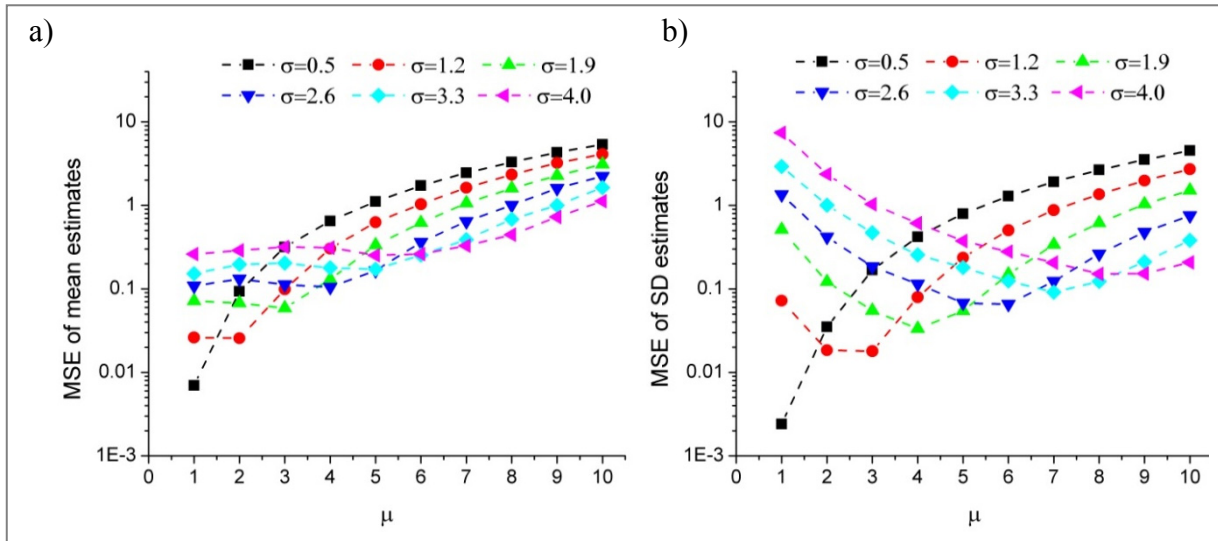 a)
σ=0.5 σ=1.2 σ=1.9
σ=2.6 σ=3.3 σ=4.0
MSE of mean estimates
10
1
0.1
0.01
1E-3
0 1 2 3 4 5 6 7 8 9 10
μ
b)
σ=0.5 σ=1.2 σ=1.9
σ=2.6 σ=3.3 σ=4.0
MSE of SD estimates
10
1
0.1
0.01
1E-3
0 1 2 3 4 5 6 7 8 9 10
μ